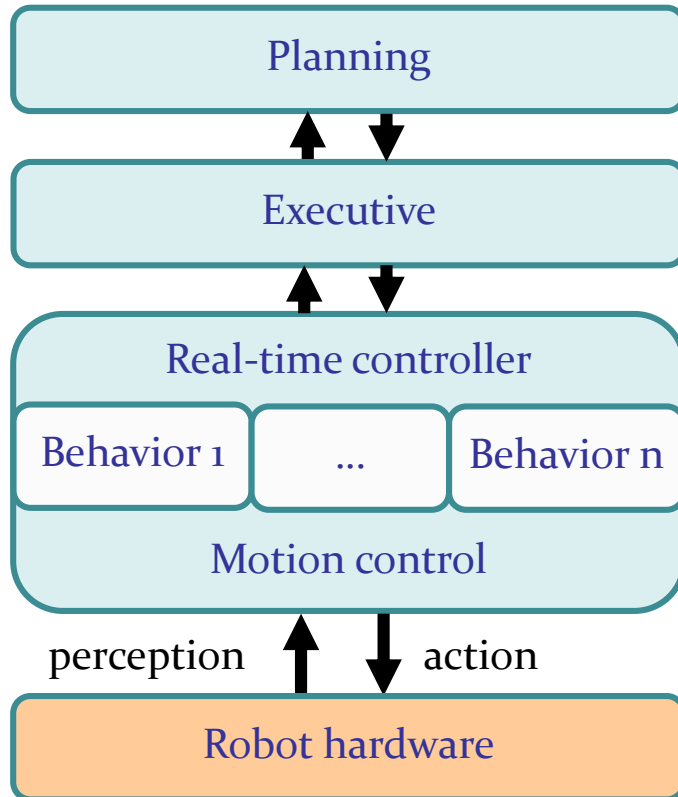 Planning
Executive
Real-time controller
Behavior 1 ... Behavior n
Motion control
perception action
Robot hardware